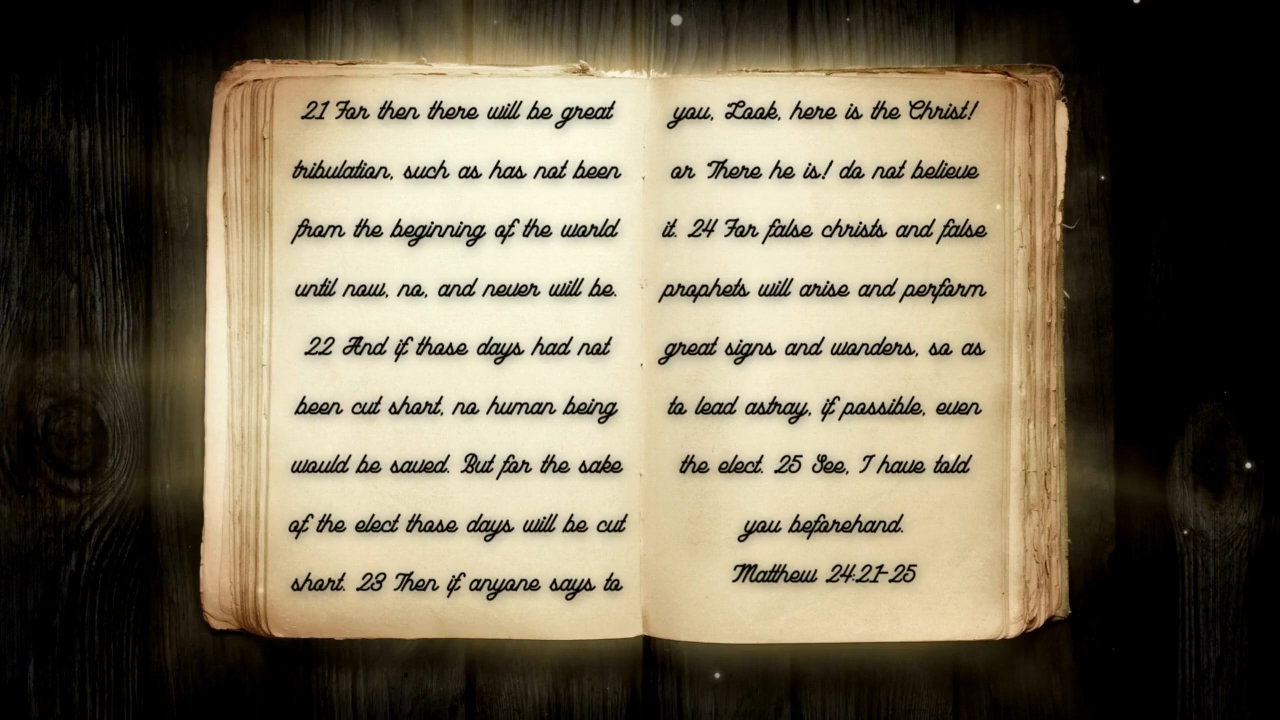 21 For then there will be great
tribulation, such as has not been
from the beginning of the world
until now, no, and never will be.
22 And if those days had not
been cut short, no human being
would be saved. But for the sake
of the elect those days will be cut
short. 23 Then if anyone says to
you, Look, here is the Christ!
or There he is! do not believe
it. 24 For false christs and false
prophets will arise and perform
great signs and wonders, so as
to lead astray, if possible, even
the elect. 25 See, I have told
you beforehand.
Matthew 24:21-25